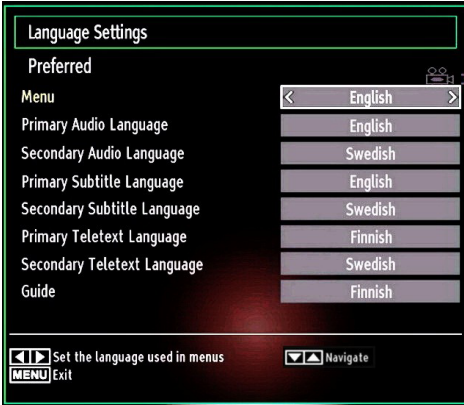 Language Settings
Preferred
Menu < English >
Primary Audio Language English
Secondary Audio Language Swedish
Primary Subtitle Language English
Secondary Subtitle Language Swedish
Primary Teletext Language Finnish
Secondary Teletext Language Swedish
Guide Finnish
Set the language used in menus Navigate
MENU Exit